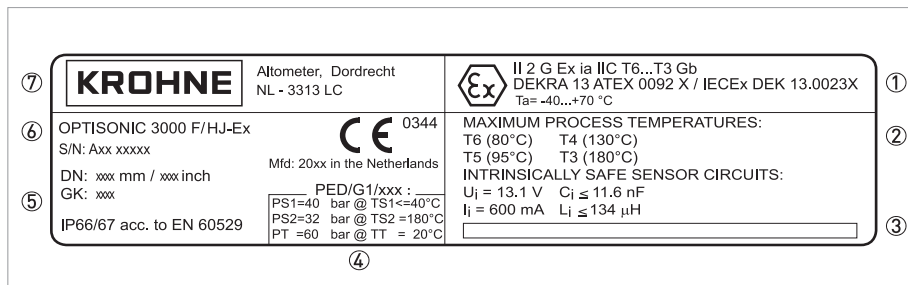 ⑦
KROHNE
Altometer, Dordrecht
NL - 3313 LC
II 2 G Ex ia IIC T6...T3 Gb
DEKRA 13 ATEX 0092 X / IECEx DEK 13.0023X
Ta= -40...+70 °C
Ex
①
⑥
OPTISONIC 3000 F/HJ-Ex
S/N: Axx xxxxx
CE 0344
Mfd: 20xx in the Netherlands
MAXIMUM PROCESS TEMPERATURES:
T6 (80°C) T4 (130°C)
T5 (95°C) T3 (180°C)
②
⑤
DN: xxx mm / xxx inch
GK: xxx
IP66/67 acc. to EN 60529
PED/G1/xxx :
PS1=40 bar @ TS1<=40°C
PS2=32 bar @ TS2 =180°C
PT =60 bar @ TT = 20°C
④
INTRINSICALLY SAFE SENSOR CIRCUITS:
Ui = 13.1 V Ci ≤ 11.6 nF
Ii = 600 mA Li ≤ 134 µH
③